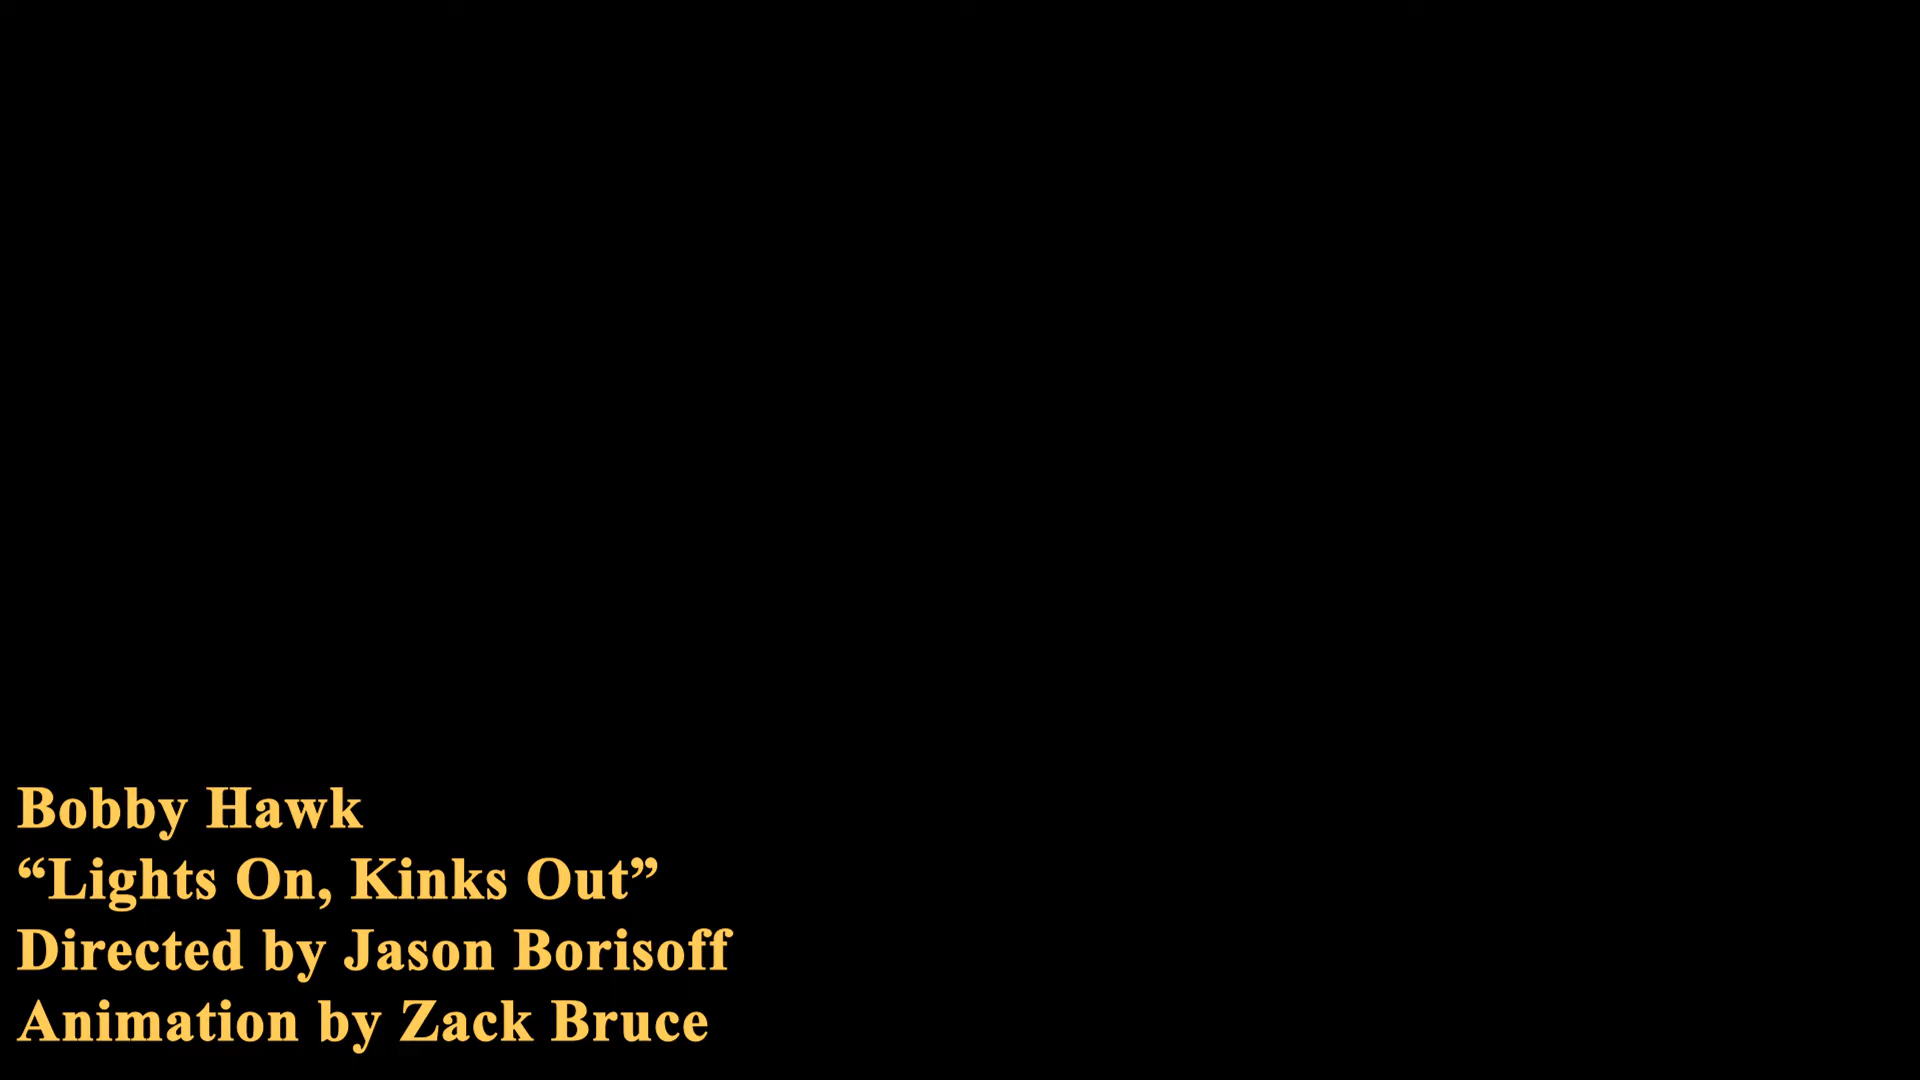 Bobby Hawk
“Lights On, Kinks Out”
Directed by Jason Borisoff
Animation by Zack Bruce